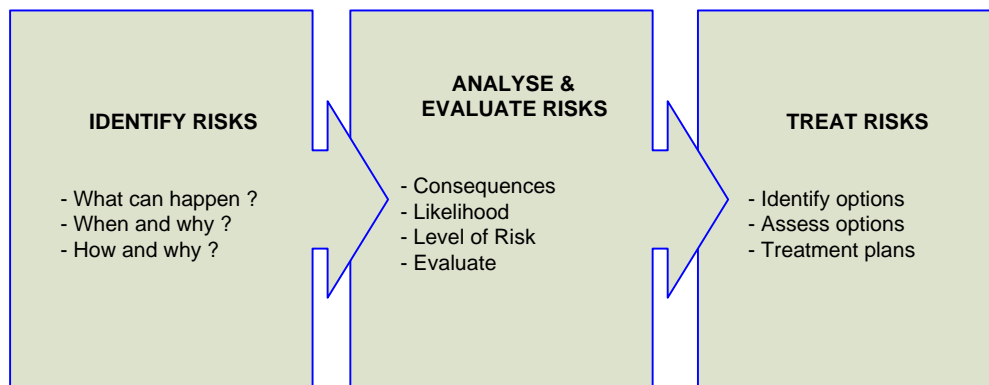 IDENTIFY RISKS
- What can happen ?
- When and why ?
- How and why ?
ANALYSE &
EVALUATE RISKS
- Consequences
- Likelihood
- Level of Risk
- Evaluate
TREAT RISKS
- Identify options
- Assess options
- Treatment plans